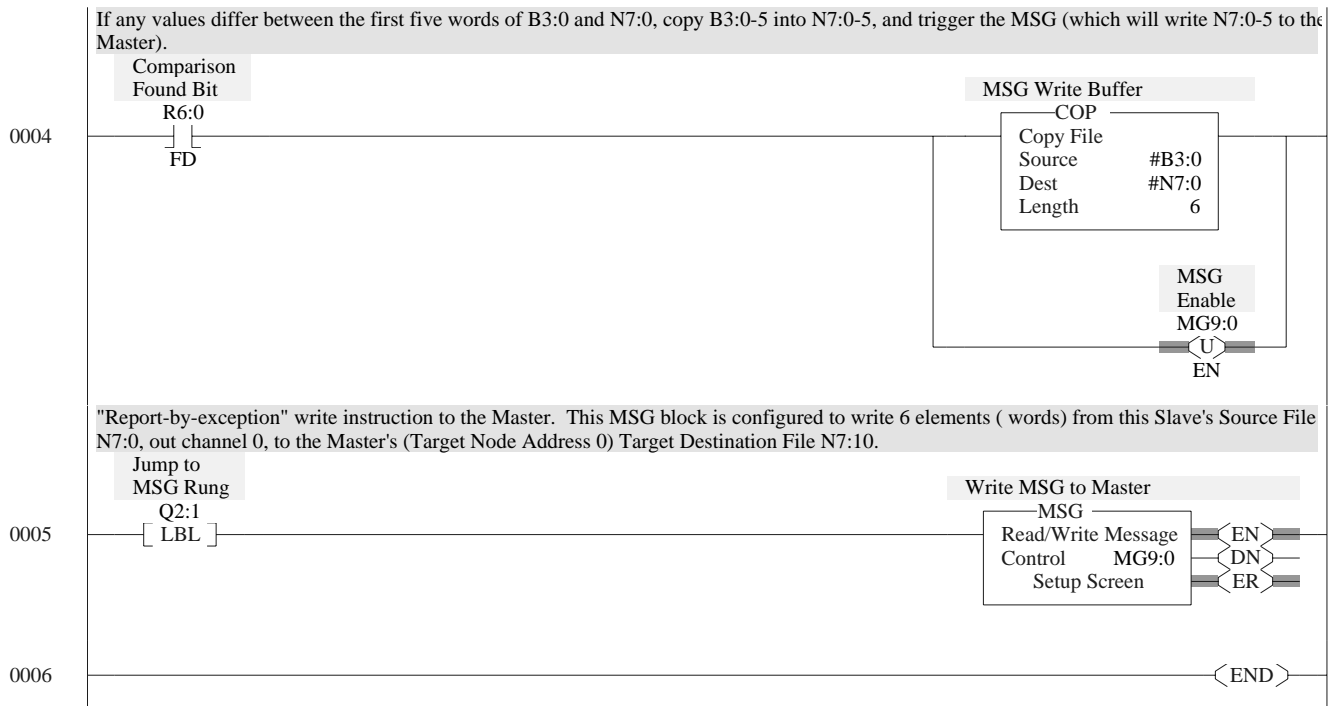 If any values differ between the first five words of B3:0 and N7:0, copy B3:0-5 into N7:0-5, and trigger the MSG (which will write N7:0-5 to the
Master).
Comparison
Found Bit
R6:0
FD
MSG Write Buffer
COP
Copy File
Source #B3:0
Dest #N7:0
Length 6
0004
MSG
Enable
MG9:0
U
EN
"Report-by-exception" write instruction to the Master. This MSG block is configured to write 6 elements ( words) from this Slave's Source File
N7:0, out channel 0, to the Master's (Target Node Address 0) Target Destination File N7:10.
Jump to
MSG Rung
Q2:1
LBL
Write MSG to Master
MSG
Read/Write Message
Control MG9:0
Setup Screen
EN
DN
ER
0005
0006
END